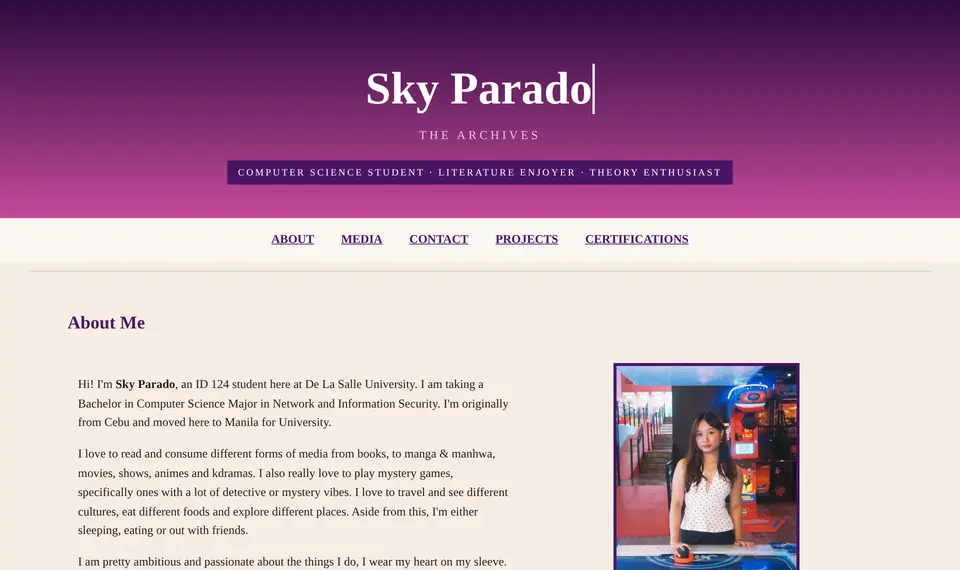 Sky Parado
THE ARCHIVES
COMPUTER SCIENCE STUDENT · LITERATURE ENJOYER · THEORY ENTHUSIAST
ABOUT MEDIA CONTACT PROJECTS CERTIFICATIONS
About Me
Hi! I'm Sky Parado, an ID 124 student here at De La Salle University. I am taking a
Bachelor in Computer Science Major in Network and Information Security. I'm originally
from Cebu and moved here to Manila for University.
I love to read and consume different forms of media from books, to manga & manhwa,
movies, shows, animes and kdramas. I also really love to play mystery games,
specifically ones with a lot of detective or mystery vibes. I love to travel and see different
cultures, eat different foods and explore different places. Aside from this, I'm either
sleeping, eating or out with friends.
I am pretty ambitious and passionate about the things I do, I wear my heart on my sleeve.